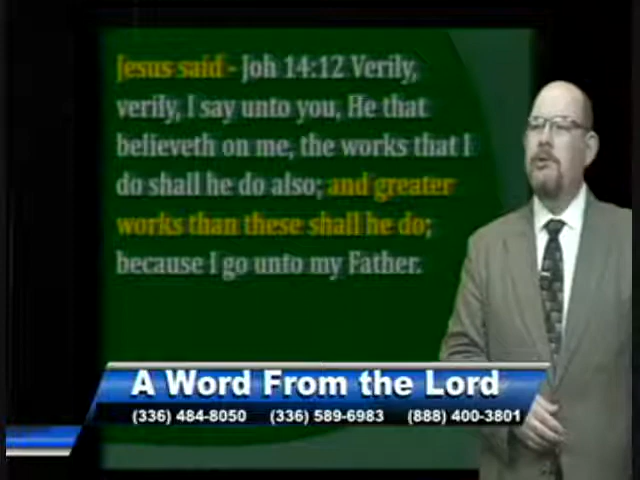 Jesus said - Joh 14:12 Verily,
verily, I say unto you, He that
believeth on me, the works that I
do shall he do also; and greater
works than these shall he do;
because I go unto my Father.
A Word From the Lord
(336) 484-8050 (336) 589-6983 (888) 400-3801